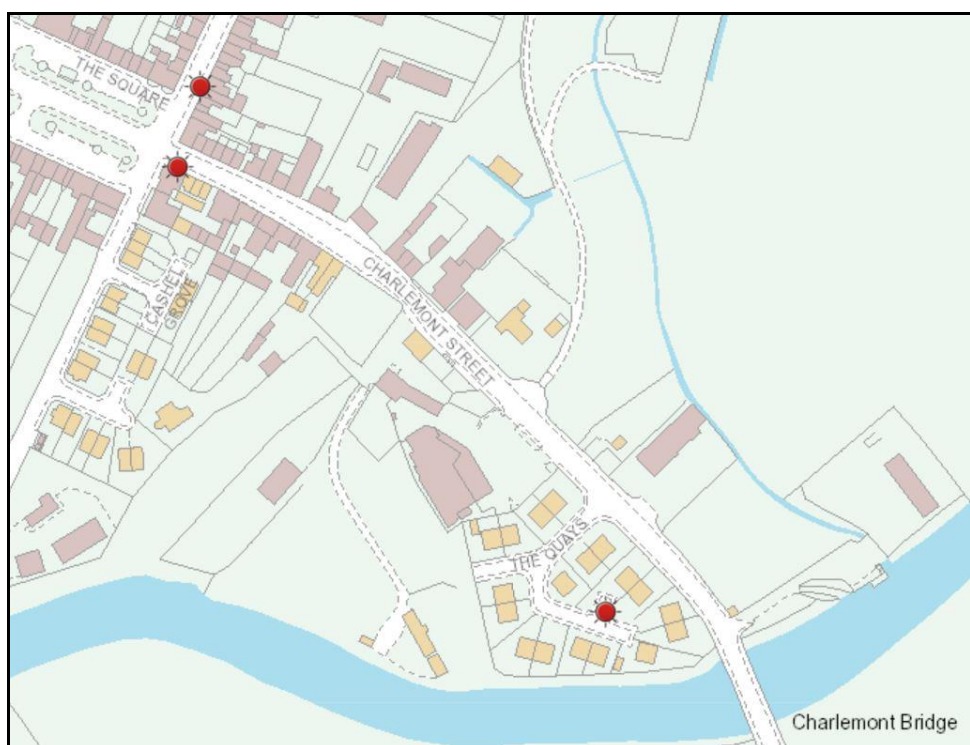 THE SQUARE
CASHEL
GROVE
CHARLEMONT STREET
THE QUAYS
Charlemont Bridge